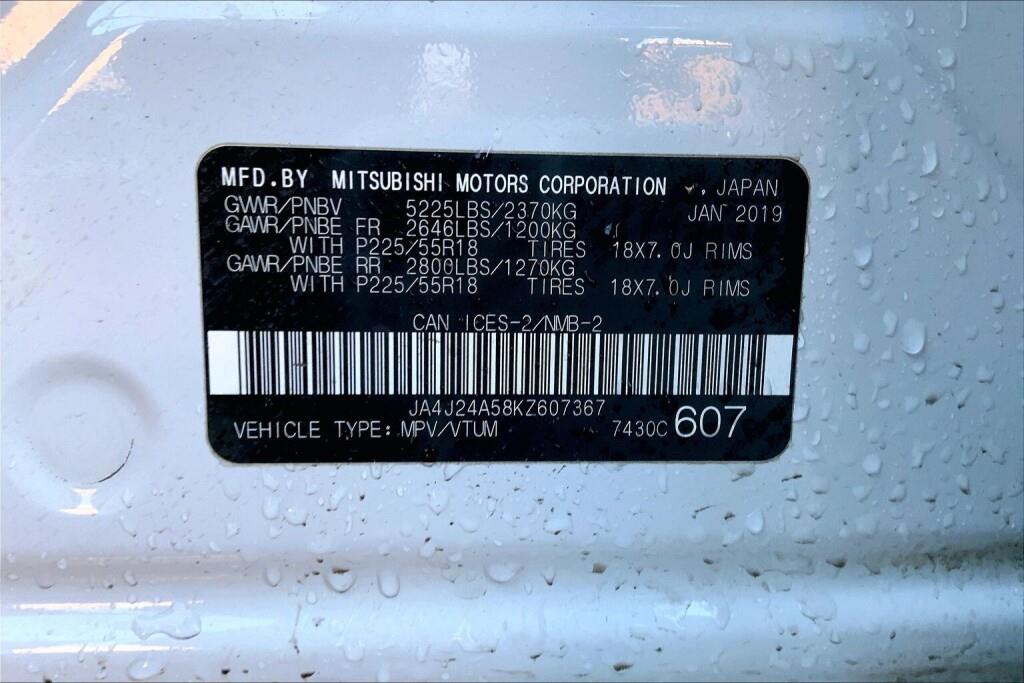 MFD.BY MITSUBISHI MOTORS CORPORATION , JAPAN
GVWR/PNBV 5225LBS/2370KG JAN 2019
GAWR/PNBE FR 2646LBS/1200KG
WITH P225/55R18 TIRES 18X7.0J RIMS
GAWR/PNBE RR 2800LBS/1270KG
WITH P225/55R18 TIRES 18X7.0J RIMS
CAN ICES-2/NMB-2
JA4J24A58KZ607367
VEHICLE TYPE: MPV/VTUM 7430C 607